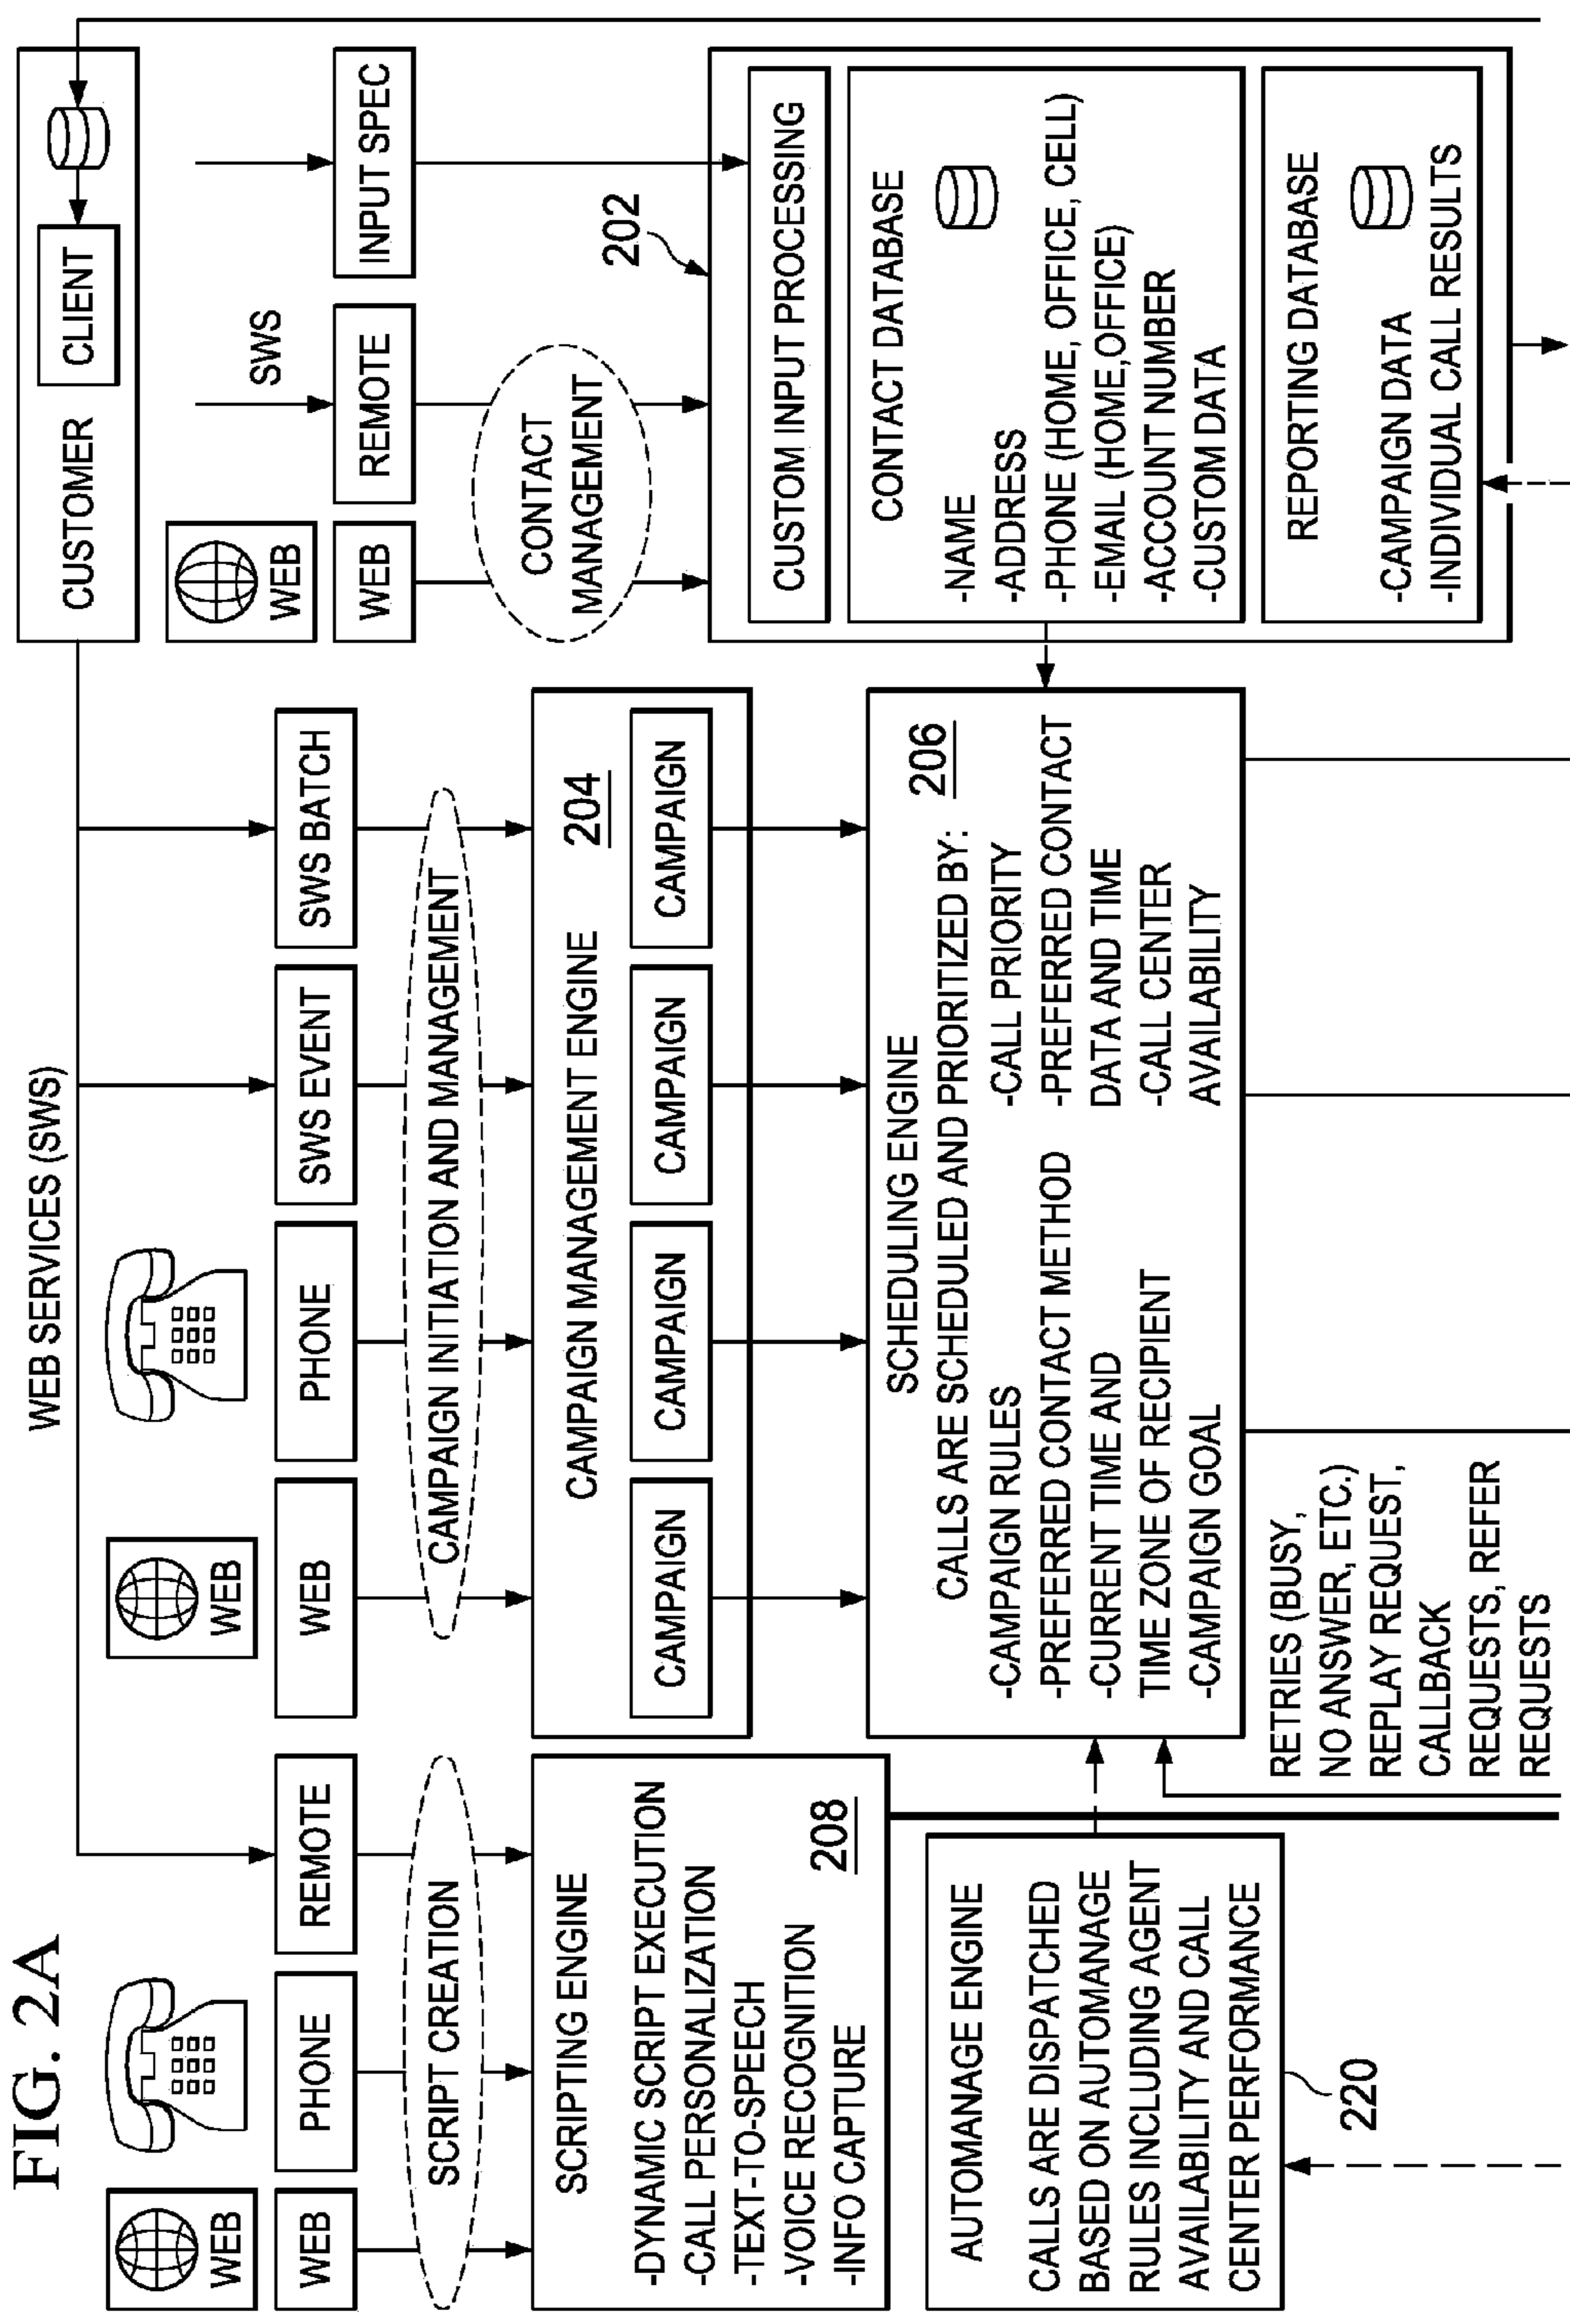 FIG. 2A
WEB SERVICES (SWS)
CUSTOMER
CLIENT
WEB
WEB
PHONE
REMOTE
SCRIPT CREATION
SCRIPTING ENGINE
-DYNAMIC SCRIPT EXECUTION
-CALL PERSONALIZATION
-TEXT-TO-SPEECH
-VOICE RECOGNITION
-INFO CAPTURE
208
AUTOMANAGE ENGINE
CALLS ARE DISPATCHED
BASED ON AUTOMANAGE
RULES INCLUDING AGENT
AVAILABILITY AND CALL
CENTER PERFORMANCE
220
WEB
WEB
PHONE
SWS EVENT
SWS BATCH
CAMPAIGN INITIATION AND MANAGEMENT
CAMPAIGN MANAGEMENT ENGINE
204
CAMPAIGN
CAMPAIGN
CAMPAIGN
CAMPAIGN
SCHEDULING ENGINE
206
CALLS ARE SCHEDULED AND PRIORITIZED BY:
-CAMPAIGN RULES
-PREFERRED CONTACT METHOD
-CURRENT TIME AND
TIME ZONE OF RECIPIENT
-CAMPAIGN GOAL
-CALL PRIORITY
-PREFERRED CONTACT
DATA AND TIME
-CALL CENTER
AVAILABILITY
RETRIES (BUSY,
NO ANSWER, ETC.)
REPLAY REQUEST,
CALLBACK
REQUESTS, REFER
REQUESTS
WEB
WEB
SWS
REMOTE
INPUT SPEC
CONTACT
MANAGEMENT
202
CUSTOM INPUT PROCESSING
CONTACT DATABASE
-NAME
-ADDRESS
-PHONE (HOME, OFFICE, CELL)
-EMAIL (HOME,OFFICE)
-ACCOUNT NUMBER
-CUSTOM DATA
REPORTING DATABASE
-CAMPAIGN DATA
-INDIVIDUAL CALL RESULTS